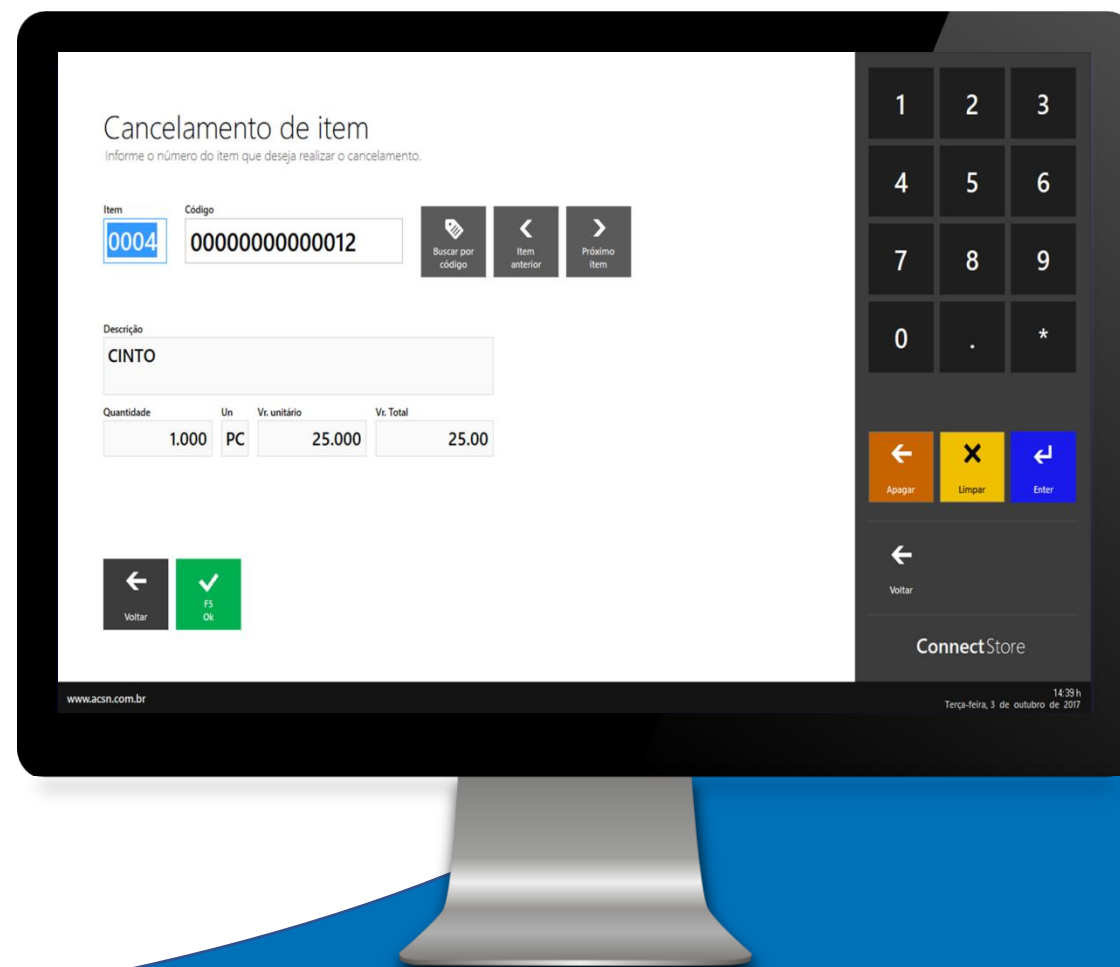 Cancelamento de item
Informe o número do item que deseja realizar o cancelamento.
Item Código
0004 00000000000012
Buscar por
código
Item
anterior
Próximo
item
Descrição
CINTO
Quantidade Un Vr. unitário Vr. Total
1.000 PC 25.000 25.00
Voltar
F5
Ok
1 2 3
4 5 6
7 8 9
0 . *
Apagar Limpar Enter
Voltar
ConnectStore
www.acsn.com.br
14:39 h
Terça-feira, 3 de outubro de 2017